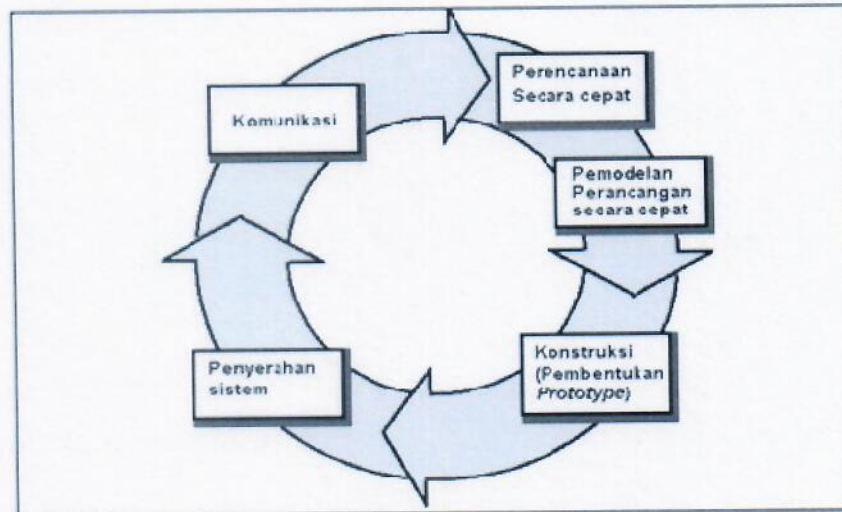 Komunikasi
Perencanaan
Secara cepat
Pemodelan
Perancangan
secara cepat
Konstruksi
(Pembentukan
Prototype)
Penyerahan
sistem